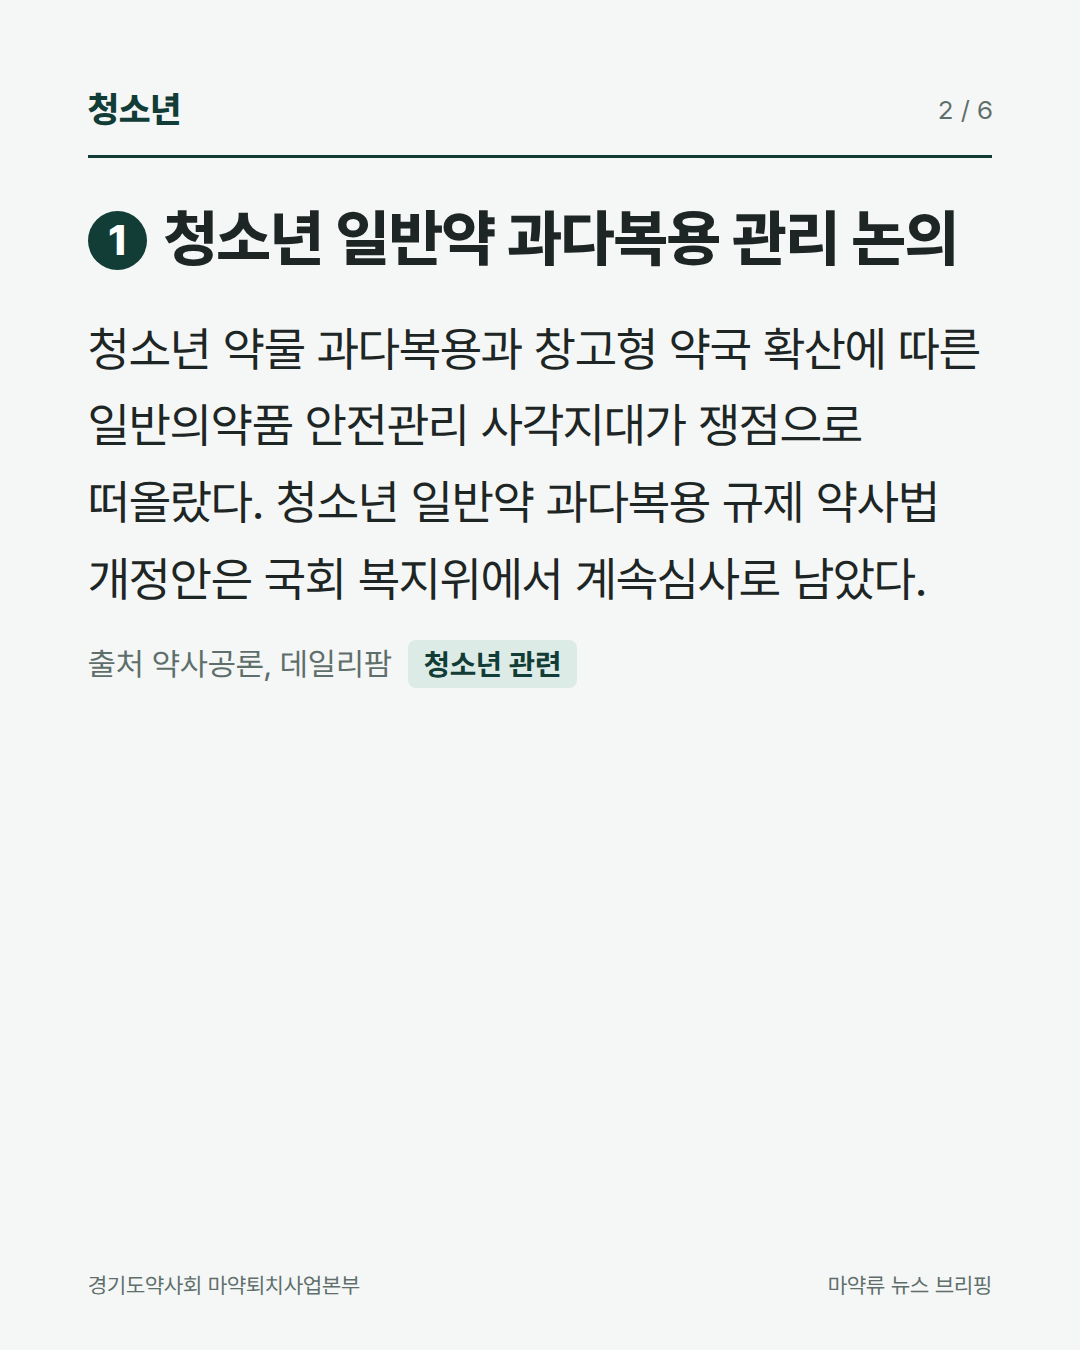 청소년
2 / 6
1 청소년 일반약 과다복용 관리 논의
청소년 약물 과다복용과 창고형 약국 확산에 따른
일반의약품 안전관리 사각지대가 쟁점으로
떠올랐다. 청소년 일반약 과다복용 규제 약사법
개정안은 국회 복지위에서 계속심사로 남았다.
출처 약사공론, 데일리팜 청소년 관련
경기도약사회 마약퇴치사업본부
마약류 뉴스 브리핑